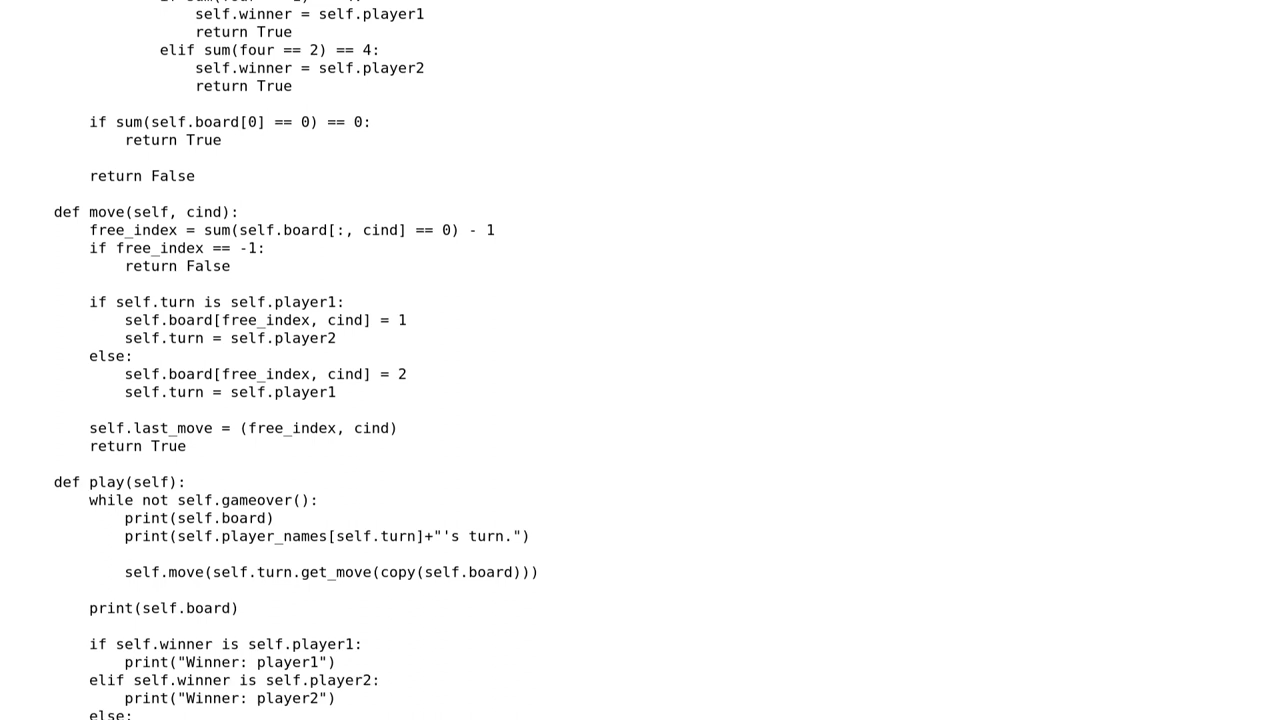 self.winner = self.player1
return True
elif sum(four == 2) == 4:
self.winner = self.player2
return True
if sum(self.board[0] == 0) == 0:
return True
return False
def move(self, cind):
free_index = sum(self.board[:, cind] == 0) - 1
if free_index == -1:
return False
if self.turn is self.player1:
self.board[free_index, cind] = 1
self.turn = self.player2
else:
self.board[free_index, cind] = 2
self.turn = self.player1
self.last_move = (free_index, cind)
return True
def play(self):
while not self.gameover():
print(self.board)
print(self.player_names[self.turn]+"'s turn.")
self.move(self.turn.get_move(copy(self.board)))
print(self.board)
if self.winner is self.player1:
print("Winner: player1")
elif self.winner is self.player2:
print("Winner: player2")
else: